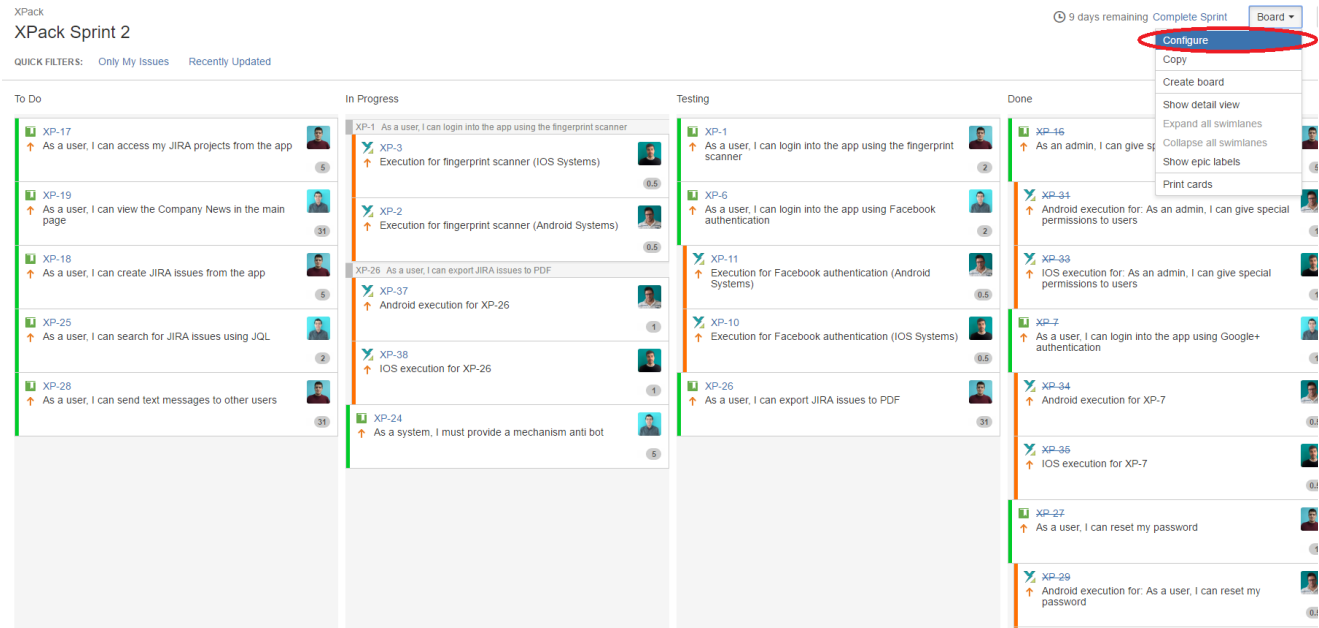 XPack
9 days remaining Complete Sprint Board
XPack Sprint 2
Configure
Copy
QUICK FILTERS: Only My Issues Recently Updated
Create board
Show detail view
Expand all swimlanes
Collapse all swimlanes
Show epic labels
Print cards
To Do
XP-17
As a user, I can access my JIRA projects from the app
5
XP-19
As a user, I can view the Company News in the main
page
31
XP-18
As a user, I can create JIRA issues from the app
5
XP-25
As a user, I can search for JIRA issues using JQL
2
XP-28
As a user, I can send text messages to other users
31
In Progress
XP-1 As a user, I can login into the app using the fingerprint scanner
XP-3
Execution for fingerprint scanner (IOS Systems)
0.5
XP-2
Execution for fingerprint scanner (Android Systems)
0.5
XP-26 As a user, I can export JIRA issues to PDF
XP-37
Android execution for XP-26
1
XP-38
IOS execution for XP-26
1
XP-24
As a system, I must provide a mechanism anti bot
5
Testing
XP-1
As a user, I can login into the app using the fingerprint
scanner
2
XP-6
As a user, I can login into the app using Facebook
authentication
2
XP-11
Execution for Facebook authentication (Android
Systems)
0.5
XP-10
Execution for Facebook authentication (IOS Systems)
0.5
XP-26
As a user, I can export JIRA issues to PDF
31
Done
XP-16
As an admin, I can give
XP-31
Android execution for: As an admin, I can give special
permissions to users
XP-33
IOS execution for: As an admin, I can give special
permissions to users
XP-7
As a user, I can login into the app using Google+
authentication
XP-34
Android execution for XP-7
XP-35
IOS execution for XP-7
XP-27
As a user, I can reset my password
XP-29
Android execution for: As a user, I can reset my
password